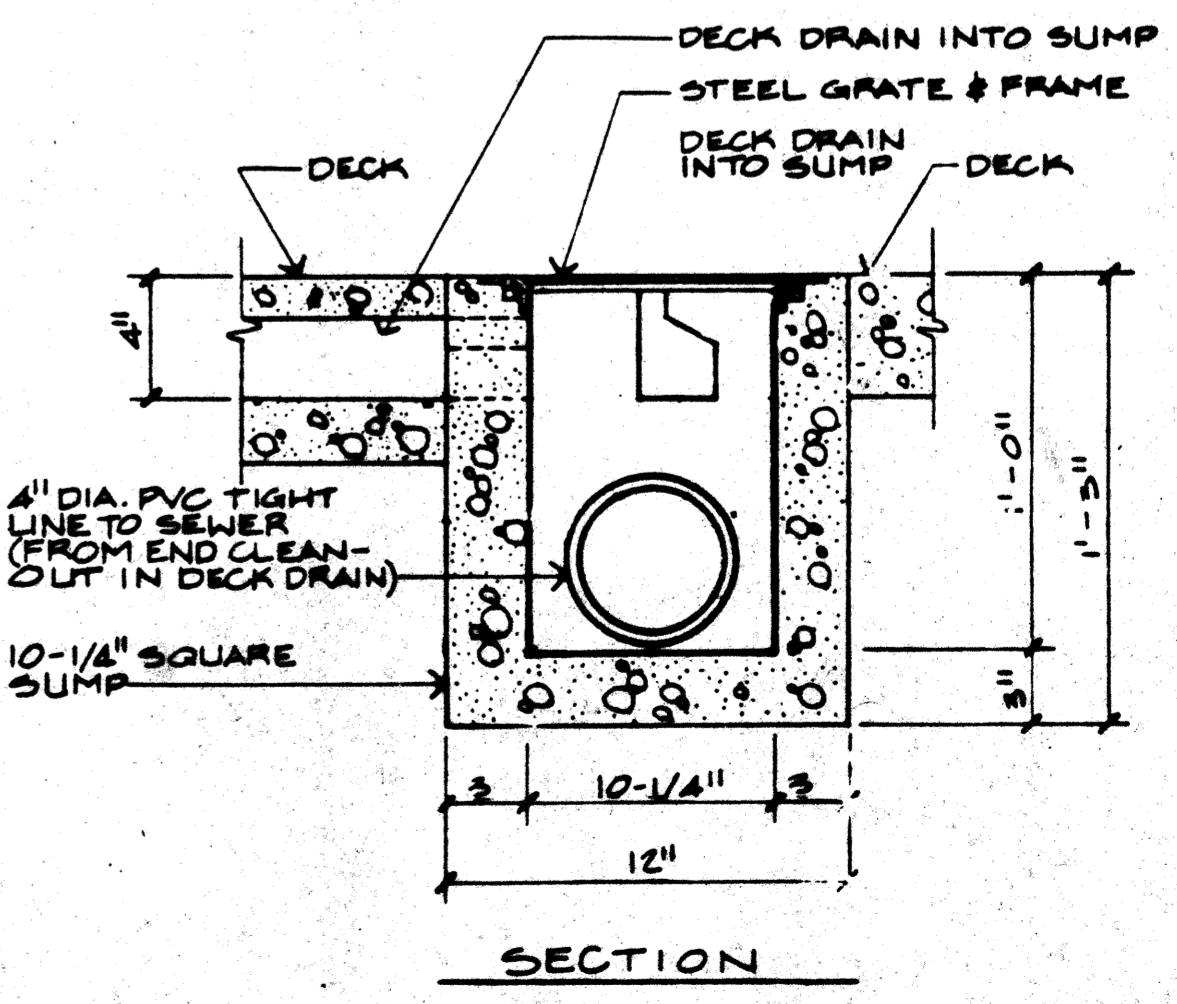 DECK DRAIN INTO SUMP
STEEL GRATE & FRAME
DECK DRAIN
INTO SUMP
DECK
DECK
4"
1'-0"
1'-3"
4" DIA. PVC TIGHT
LINE TO SEWER
(FROM END CLEAN-
OUT IN DECK DRAIN)
10-1/4" SQUARE
SUMP
3"
3
10-1/4"
3
12"
SECTION